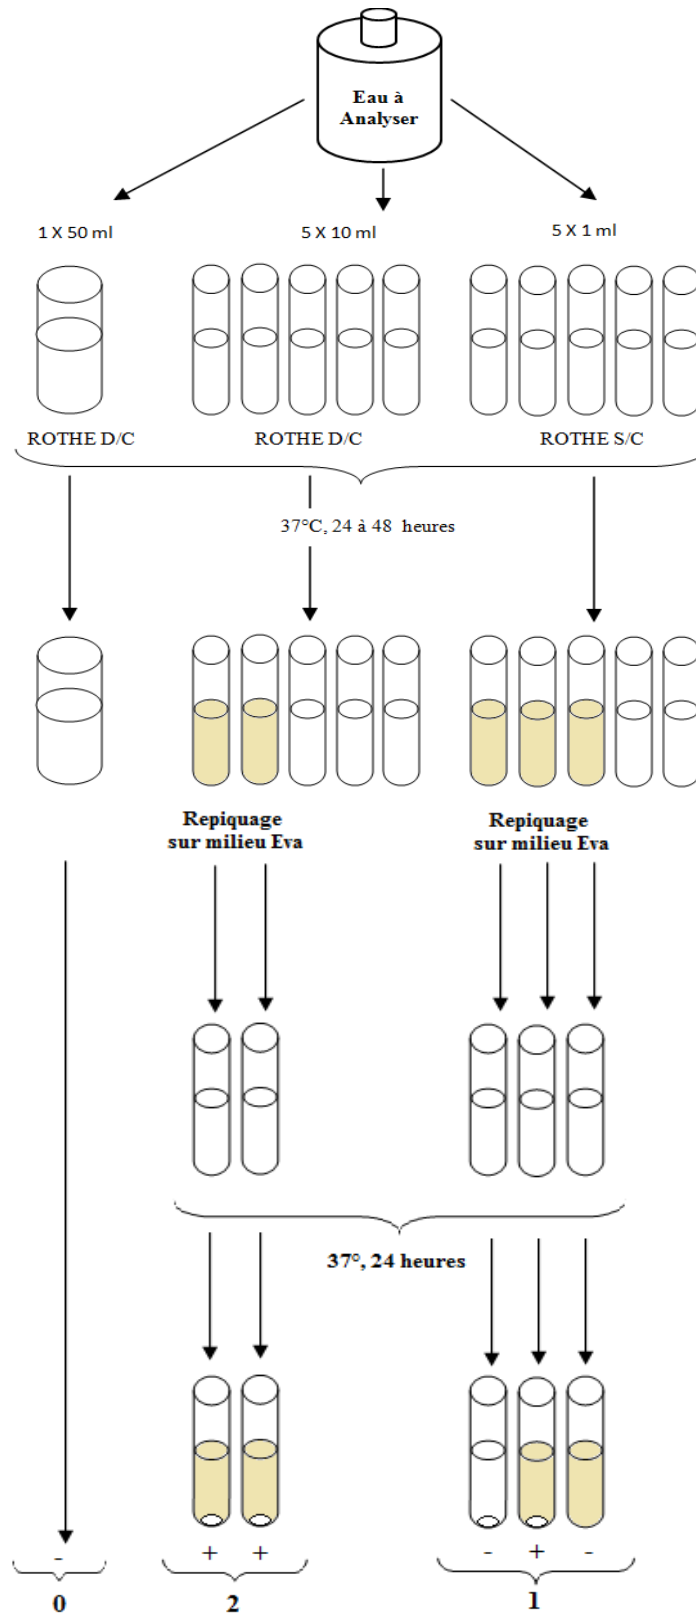 Eau à
Analyser
1 X 50 ml
5 X 10 ml
5 X 1 ml
ROTHE D/C
ROTHE D/C
ROTHE S/C
37°C, 24 à 48 heures
Repiquage
sur milieu Eva
Repiquage
sur milieu Eva
37°, 24 heures
-
+ +
- + -
0
2
1